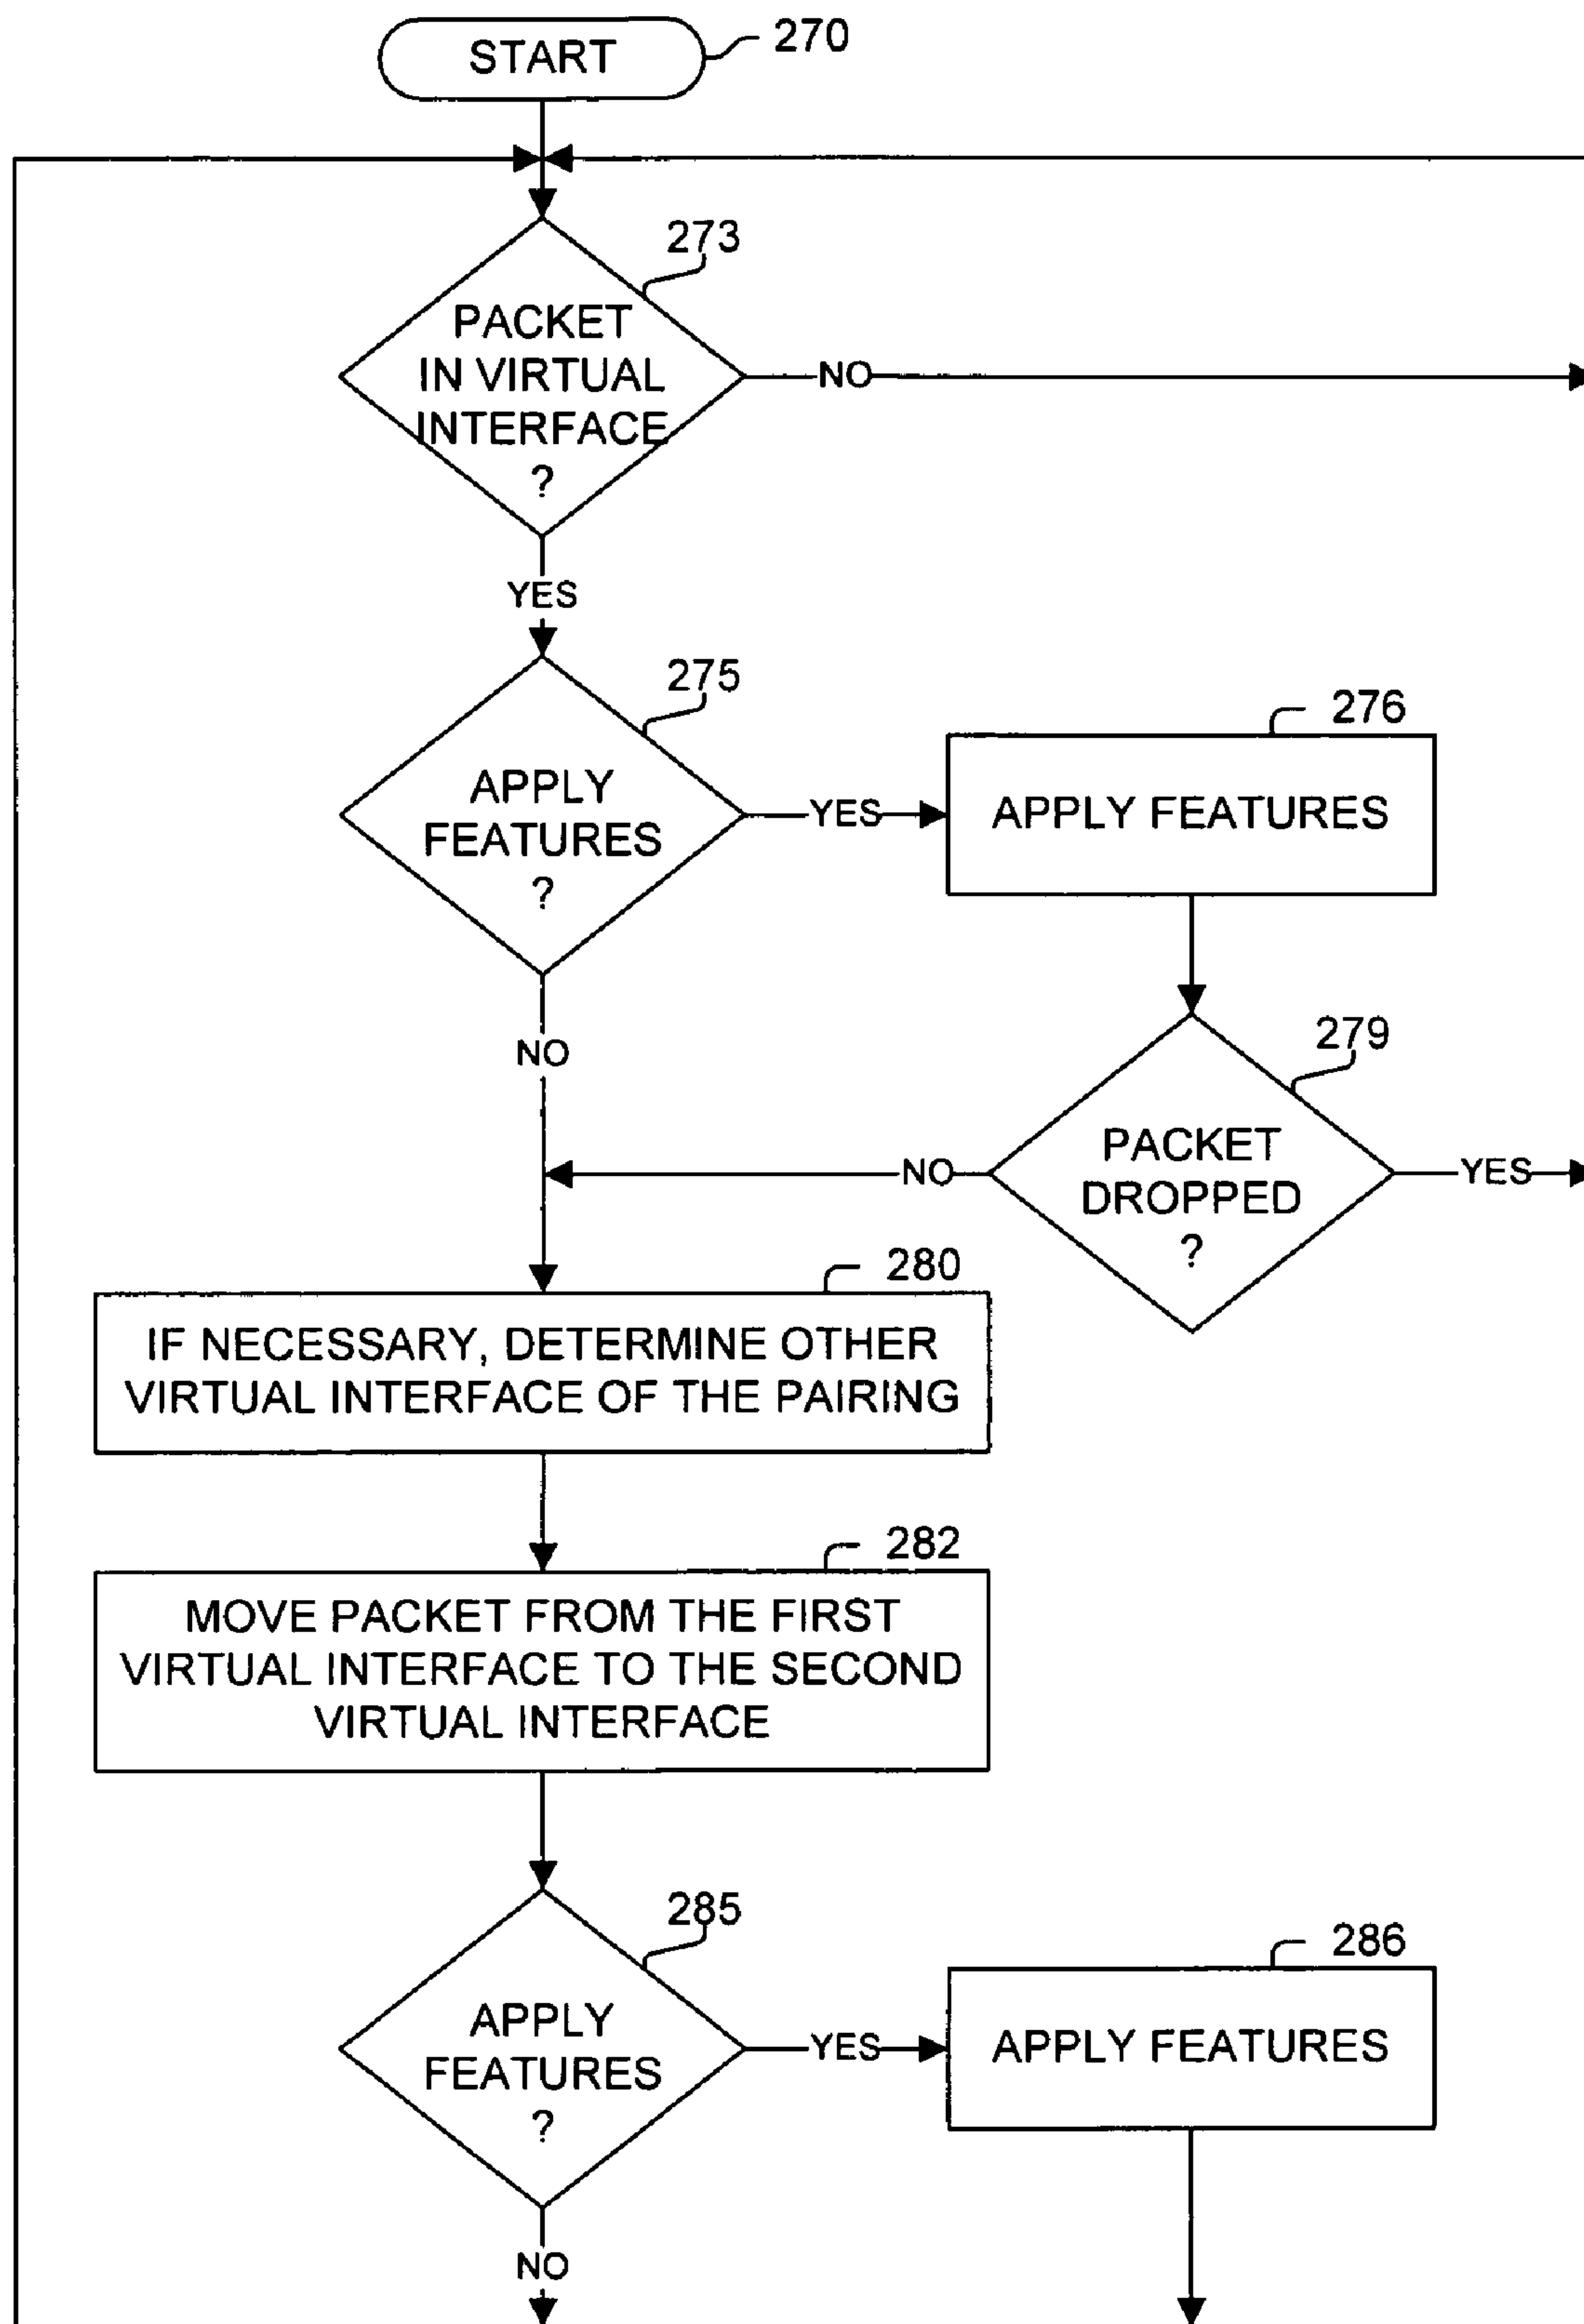 START
270
273
PACKET
IN VIRTUAL
INTERFACE
?
NO
YES
275
APPLY
FEATURES
?
YES
276
APPLY FEATURES
NO
279
PACKET
DROPPED
?
NO
YES
280
IF NECESSARY, DETERMINE OTHER
VIRTUAL INTERFACE OF THE PAIRING
282
MOVE PACKET FROM THE FIRST
VIRTUAL INTERFACE TO THE SECOND
VIRTUAL INTERFACE
285
APPLY
FEATURES
?
YES
286
APPLY FEATURES
NO